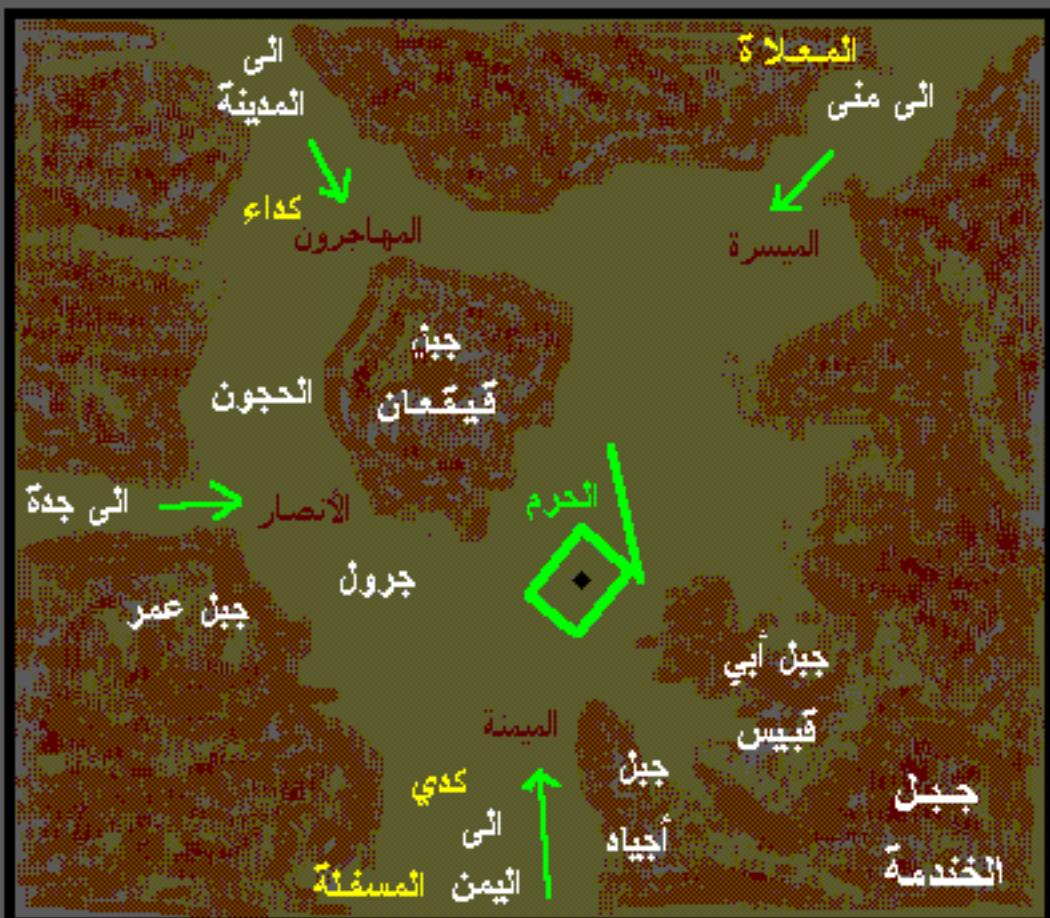 المعلاة
الى
المدينة
الى منى
كداء
المهاجرون
الميسرة
جبل
قيقعان
الحجون
الى جدة
الأنصار
الحرم
جرول
جبل عمر
جبل أبي
قبيس
الميمنة
كدي
جبل
أجياد
جبل
الخندمة
الى
اليمن
المسفلة